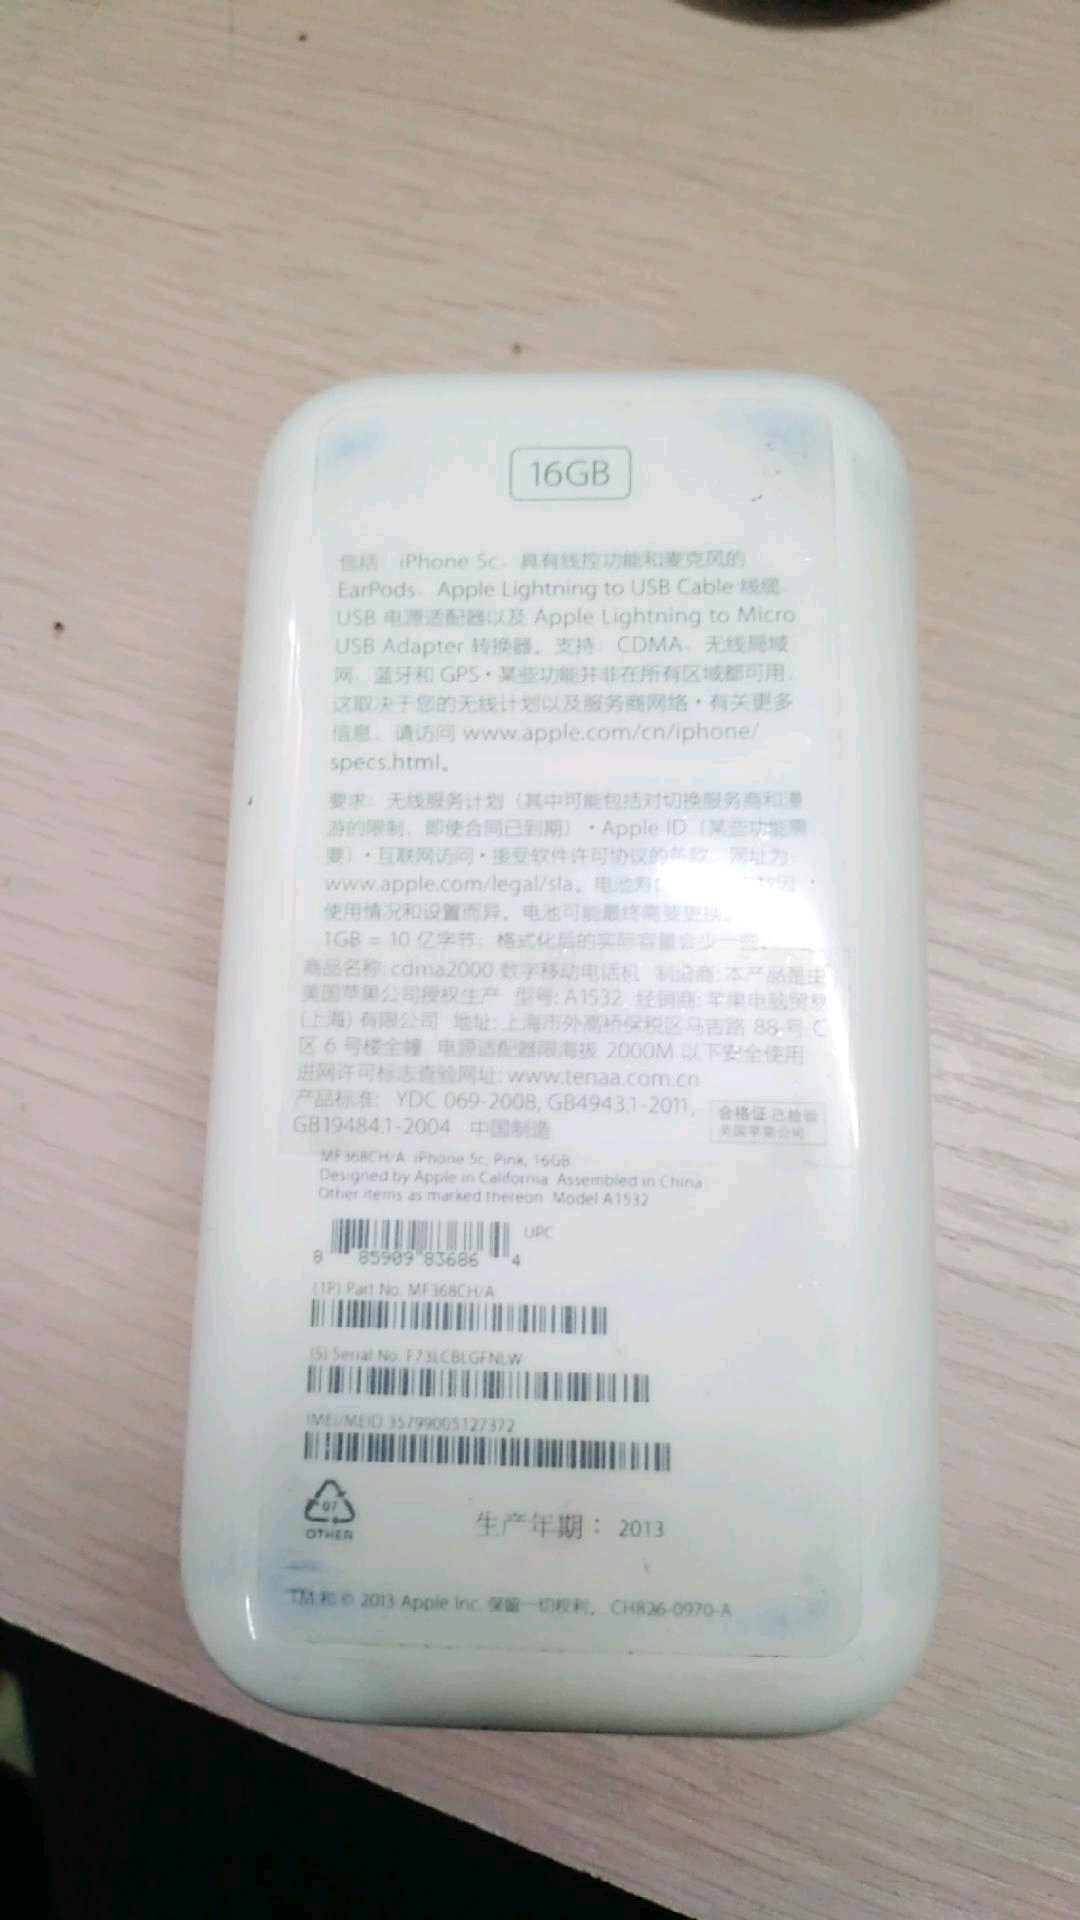 16GB
包括 iPhone 5c、具有线控功能和麦克风的
EarPods、Apple Lightning to USB Cable 线缆、
USB 电源适配器以及 Apple Lightning to Micro
USB Adapter 转换器。支持 CDMA、无线局域
网、蓝牙和 GPS·某些功能并非在所有区域都可用，
这取决于您的无线计划以及服务商网络·有关更多
信息，请访问 www.apple.com/cn/iphone/
specs.html。
要求：无线服务计划（其中可能包括对切换服务商和漫
游的限制，即使合同已到期）·Apple ID（某些功能需
要）·互联网访问·接受软件许可协议的条款，网址为：
www.apple.com/legal/sla。电池寿
使用情况和设置而异。电池可能最终需要更换。
1GB = 10 亿字节；格式化后的实际容量会少一些。
商品名称: cdma2000 数字移动电话机 制造商: 本产品是由
美国苹果公司授权生产 型号: A1532 经销商: 苹果电脑贸易
(上海) 有限公司 地址: 上海市外高桥保税区马吉路 88 号 C
区 6 号楼全幢 电源适配器限海拔 2000M 以下安全使用
进网许可标志查验网址: www.tenaa.com.cn
产品标准: YDC 069-2008, GB4943.1-2011,
GB19484.1-2004 中国制造
合格证 已检验
美国苹果公司
MF368CH/A iPhone 5c, Pink, 16GB
Designed by Apple in California Assembled in China
Other items as marked thereon Model A1532
UPC
8 85909 83686 4
(1P) Part No. MF368CH/A
(S) Serial No. F73LCBLGFNLW
IMEI/MEID 35799005127372
07
OTHER
生产年期： 2013
TM 和 © 2013 Apple Inc. 保留一切权利。 CH826-0970-A